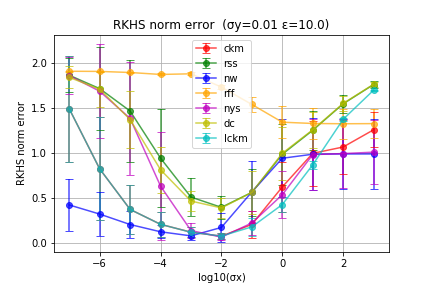 RKHS norm error (σy=0.01 ε=10.0)
RKHS norm error
2.0
1.5
1.0
0.5
0.0
ckm
rss
nw
rff
nys
dc
lckm
−6
−4
−2
0
2
log10(σx)